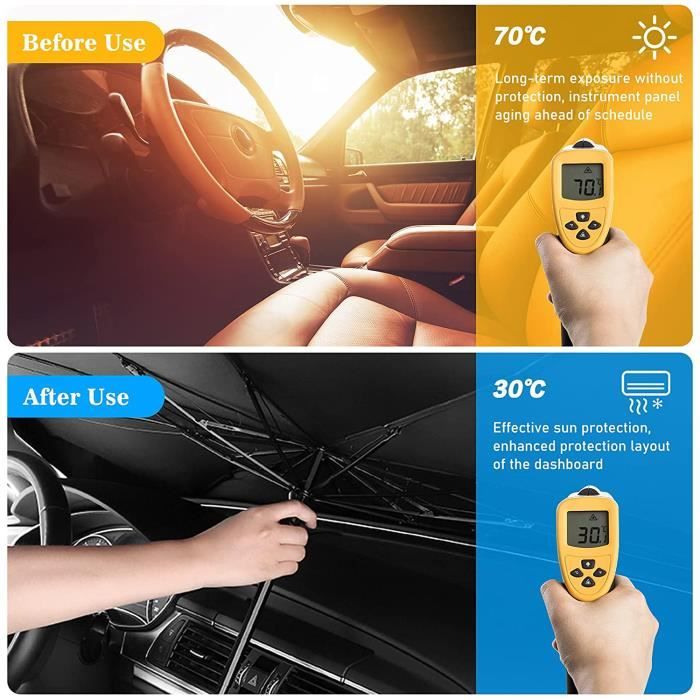 Before Use
70℃
Long-term exposure without
protection, instrument panel
aging ahead of schedule
70.
After Use
30℃
Effective sun protection,
enhanced protection layout
of the dashboard
30.